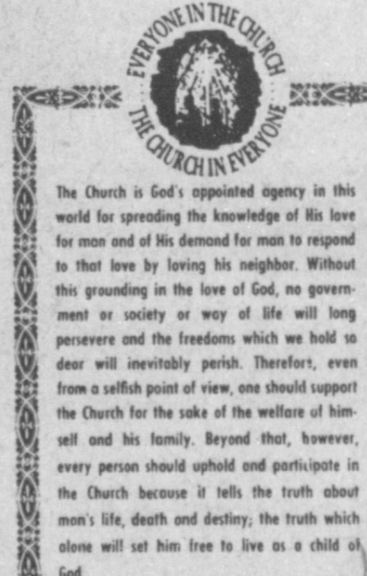 EVERYONE IN THE CHURCH
THE CHURCH IN EVERYONE
The Church is God's appointed agency in this
world for spreading the knowledge of His love
for man and of His demand for man to respond
to that love by loving his neighbor. Without
this grounding in the love of God, no govern-
ment or society or way of life will long
persevere and the freedoms which we hold so
dear will inevitably perish. Therefore, even
from a selfish point of view, one should support
the Church for the sake of the welfare of him-
self and his family. Beyond that, however,
every person should uphold and participate in
the Church because it tells the truth about
man's life, death and destiny; the truth which
alone will set him free to live as a child of
God